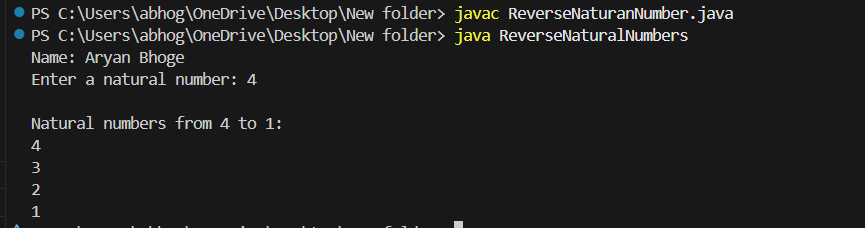 PS C:\Users\abhog\OneDrive\Desktop\New folder> javac ReverseNaturanNumber.java
PS C:\Users\abhog\OneDrive\Desktop\New folder> java ReverseNaturalNumbers
Name: Aryan Bhoge
Enter a natural number: 4
Natural numbers from 4 to 1:
4
3
2
1